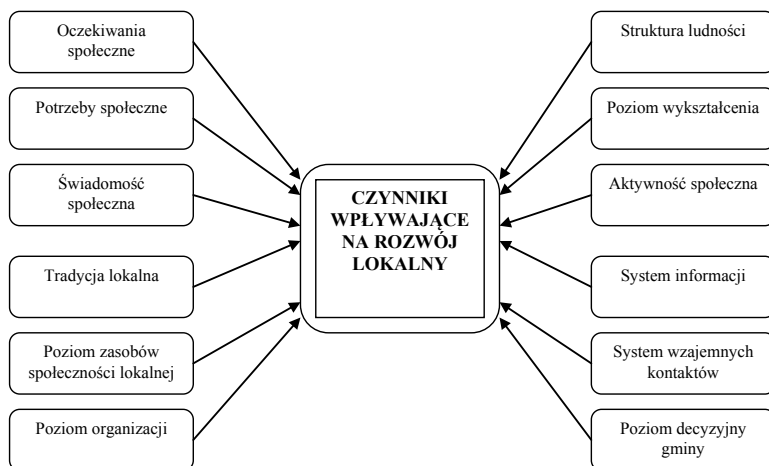 Oczekiwania
społeczne
Potrzeby społeczne
Świadomość
społeczna
Tradycja lokalna
Poziom zasobów
społeczności lokalnej
Poziom organizacji
CZYNNIKI
WPŁYWAJĄCE
NA ROZWÓJ
LOKALNY
Struktura ludności
Poziom wykształcenia
Aktywność społeczna
System informacji
System wzajemnych
kontaktów
Poziom decyzyjny
gminy